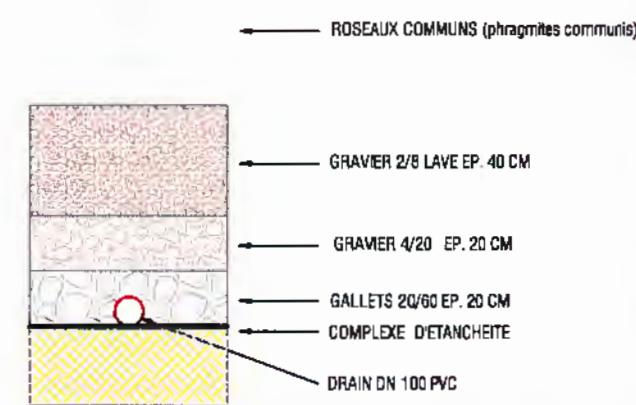 ROSEAUX COMMUNS (phragmites communis)
GRAVIER 2/8 LAVE EP. 40 CM
GRAVIER 4/20 EP. 20 CM
GALLETS 20/60 EP. 20 CM
COMPLEXE D'ETANCHEITE
DRAIN DN 100 PVC